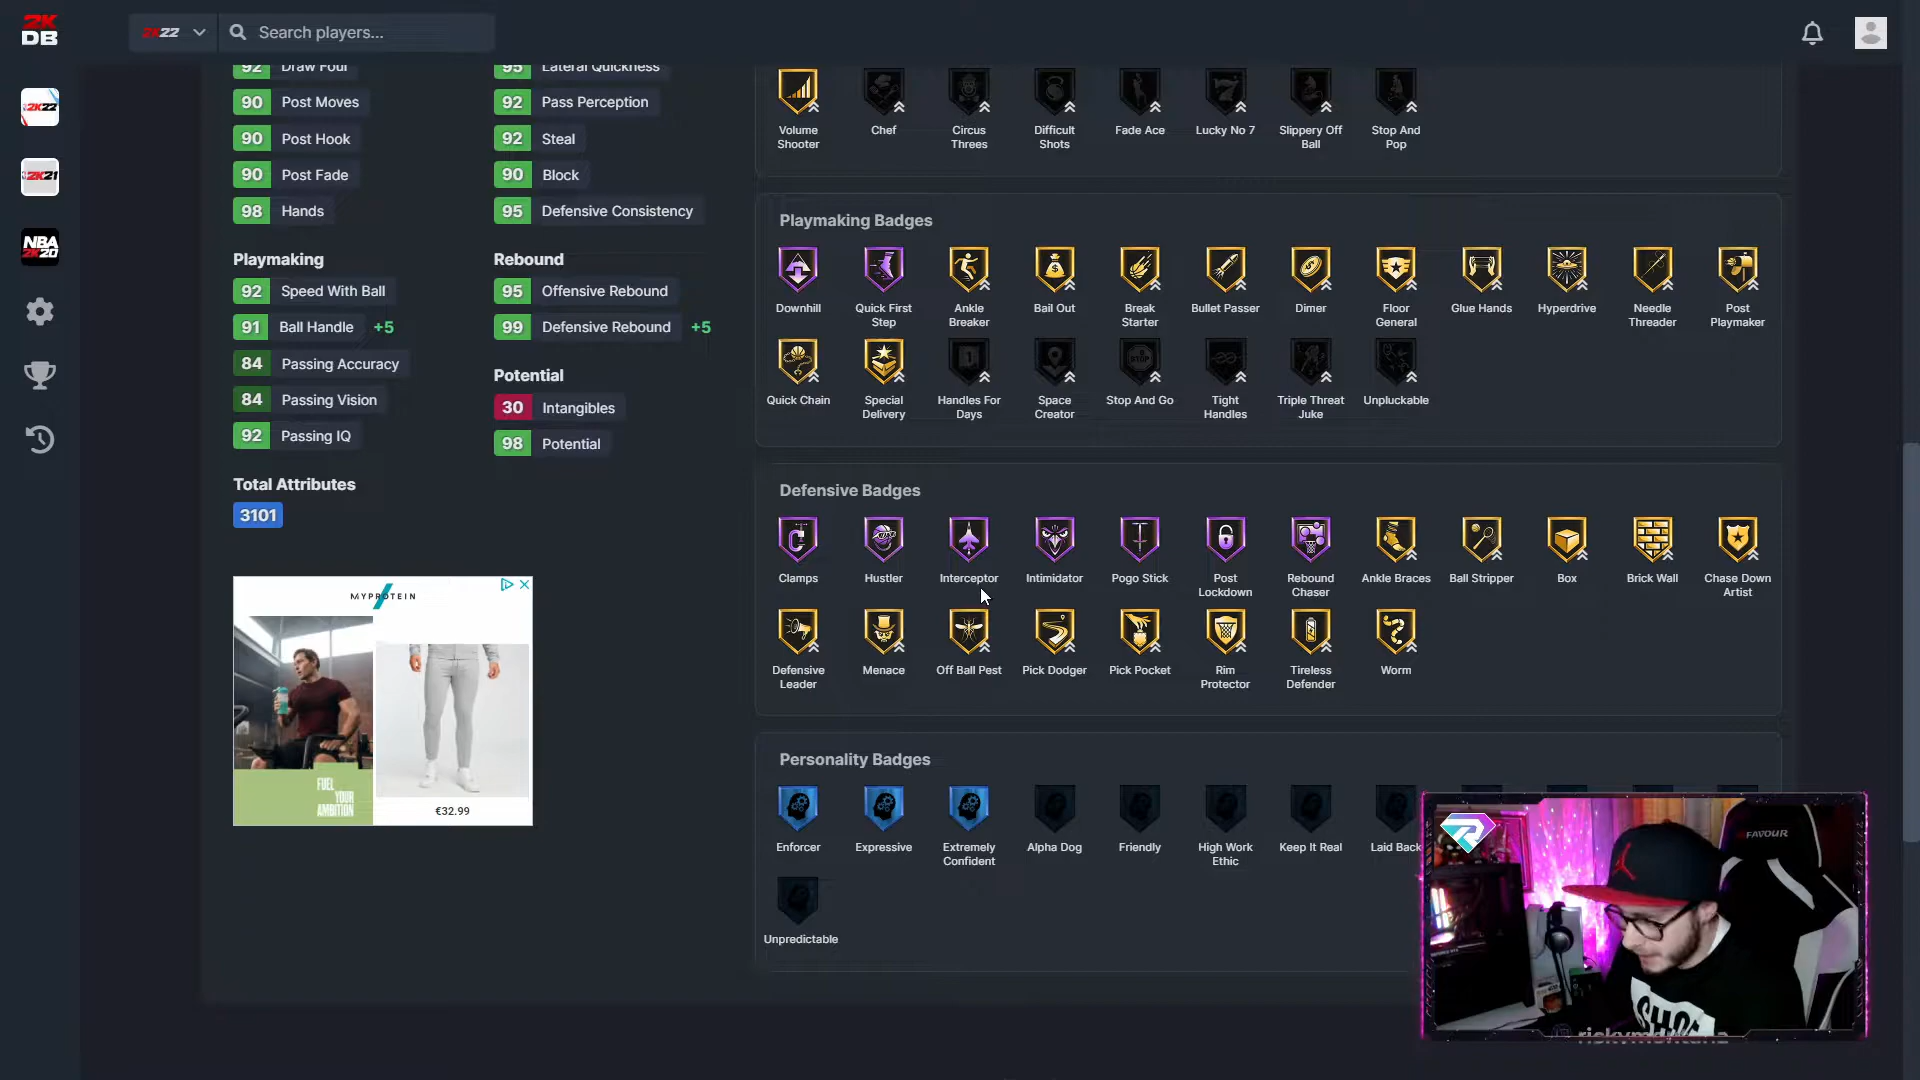 2K
DB
2K22
Search players...
2K22
2K21
NBA
2K20
92 Draw Foul
90 Post Moves
90 Post Hook
90 Post Fade
98 Hands
Playmaking
92 Speed With Ball
91 Ball Handle +5
84 Passing Accuracy
84 Passing Vision
92 Passing IQ
Total Attributes
3101
95 Lateral Quickness
92 Pass Perception
92 Steal
90 Block
95 Defensive Consistency
Rebound
95 Offensive Rebound
99 Defensive Rebound +5
Potential
30 Intangibles
98 Potential
MYPROTEIN
FUEL
YOUR
AMBITION
€32.99
Volume Shooter
Chef
Circus Threes
Difficult Shots
Fade Ace
Lucky No 7
Slippery Off Ball
Stop And Pop
Playmaking Badges
Downhill
Quick First Step
Ankle Breaker
Bail Out
Break Starter
Bullet Passer
Dimer
Floor General
Glue Hands
Hyperdrive
Needle Threader
Post Playmaker
Quick Chain
Special Delivery
Handles For Days
Space Creator
Stop And Go
Tight Handles
Triple Threat Juke
Unpluckable
Defensive Badges
Clamps
Hustler
Interceptor
Intimidator
Pogo Stick
Post Lockdown
Rebound Chaser
Ankle Braces
Ball Stripper
Box
Brick Wall
Chase Down Artist
Defensive Leader
Menace
Off Ball Pest
Pick Dodger
Pick Pocket
Rim Protector
Tireless Defender
Worm
Personality Badges
Enforcer
Expressive
Extremely Confident
Alpha Dog
Friendly
High Work Ethic
Keep It Real
Laid Back
Unpredictable
FAVOUR
riskymontana